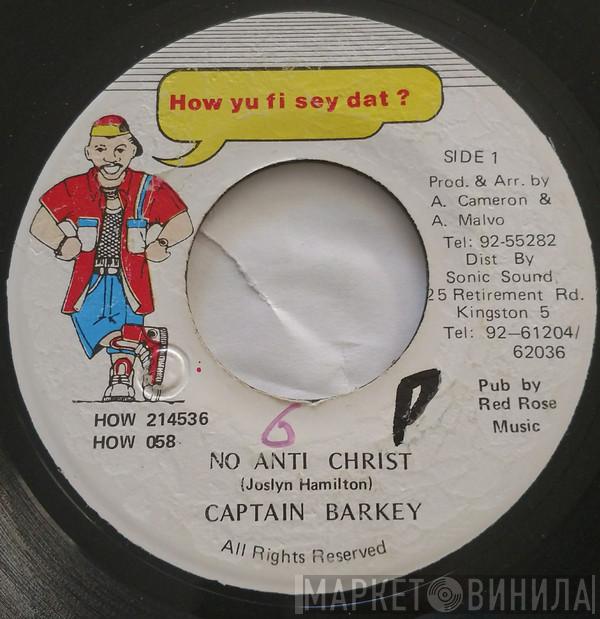 How yu fi sey dat ?
SIDE 1
Prod. & Arr. by
A. Cameron &
A. Malvo
Tel: 92-55282
Dist By
Sonic Sound
25 Retirement Rd.
Kingston 5
Tel: 92–61204/
62036
Pub by
Red Rose
Music
HOW 214536
HOW 058
6
P
NO ANTI CHRIST
(Joslyn Hamilton)
CAPTAIN BARKEY
All Rights Reserved
МАРКЕТ ВИНИЛА